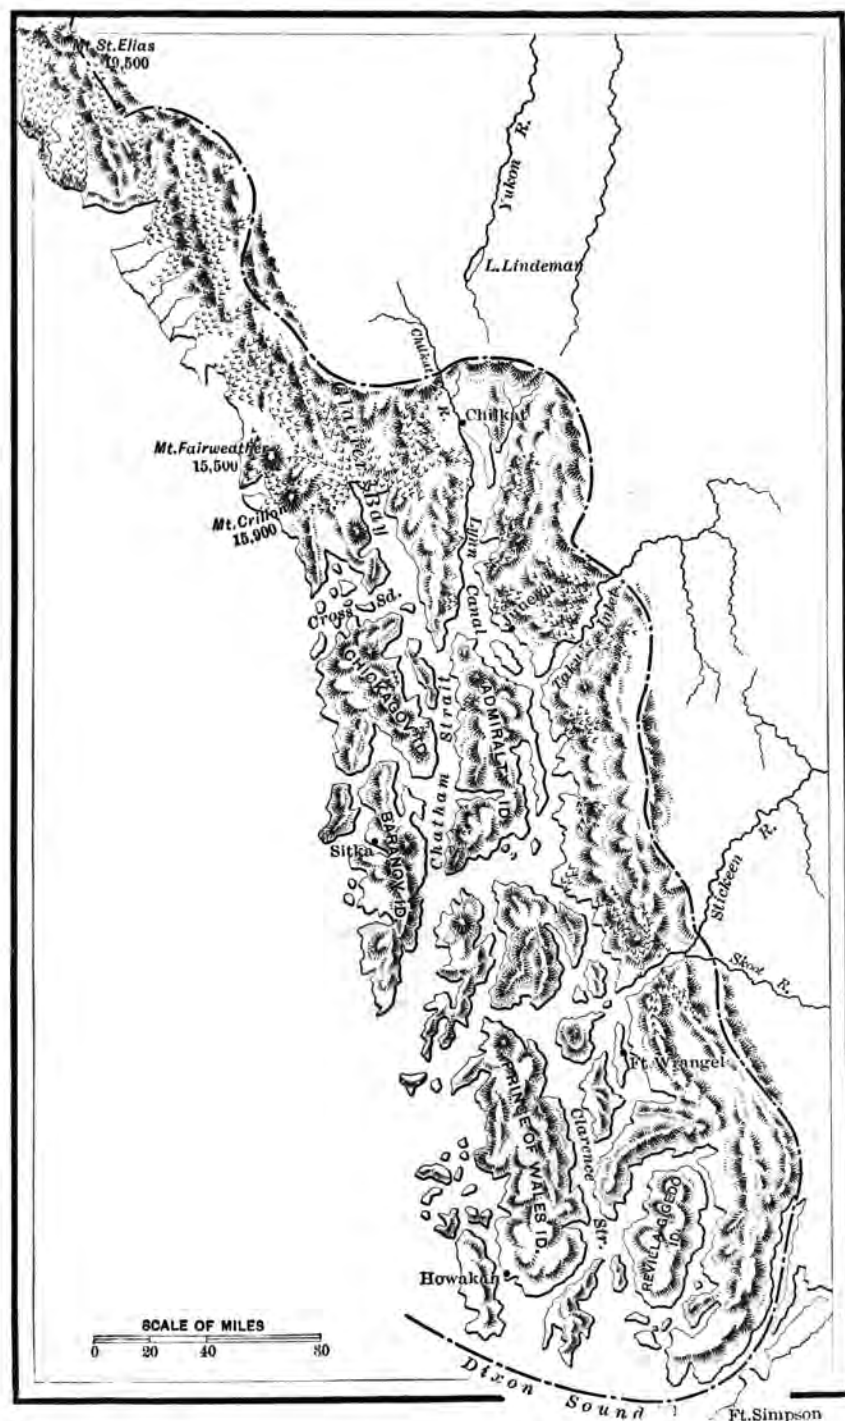 Mt. St. Elias
19,500
Yukon R.
L. Lindeman
Chilkat R.
Chilkat
Glacier Bay
Mt. Fairweather
15,500
Mt. Crillon
15,900
Lynn Canal
Juneau
Taku Inlet
Cross Sd.
CHICKAGOV ID.
Chatham Strait
ADMIRALTY ID.
Sitka
BARANOV ID.
Stickeen R.
Skoot R.
Ft. Wrangel
PRINCE OF WALES ID.
Clarence Str.
REVILLA GIGEDO
ID.
Howakan
SCALE OF MILES
0 20 40 80
Dixon Sound
Ft. Simpson